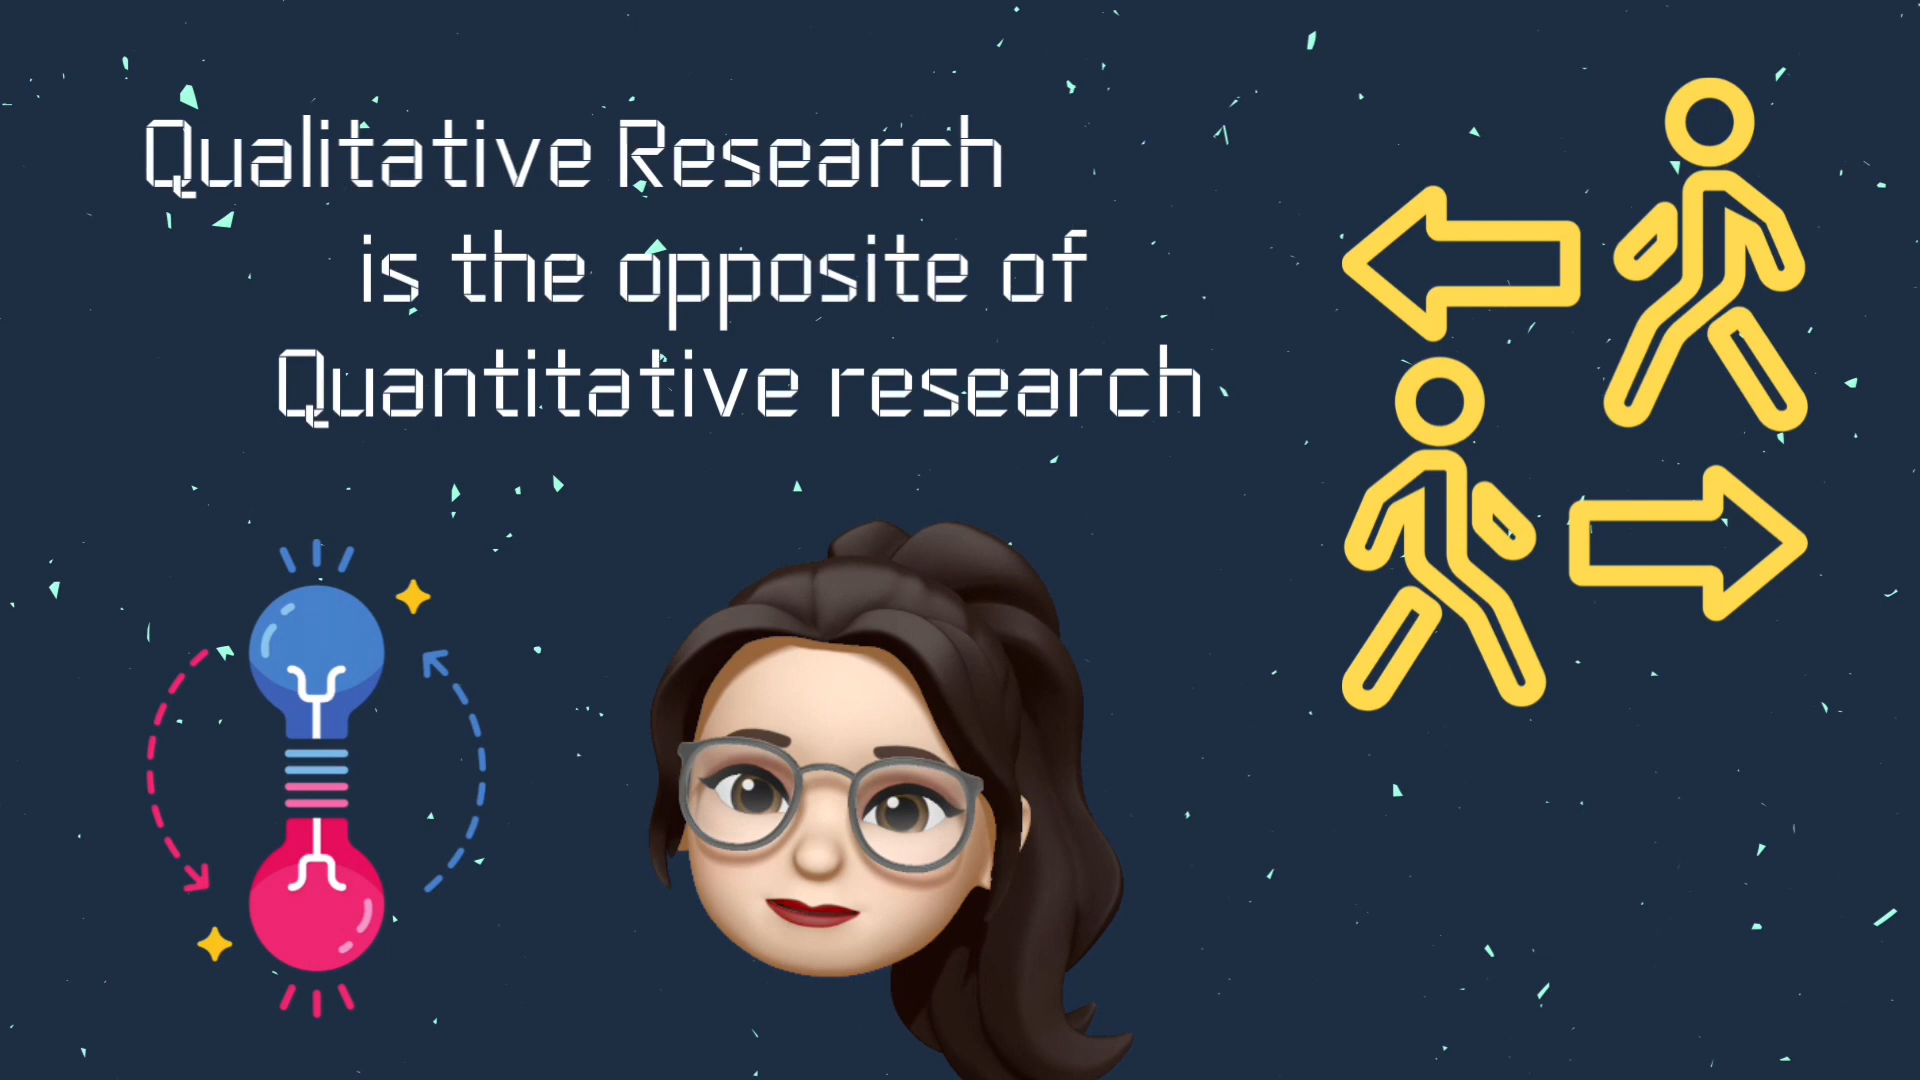 Qualitative Research
is the opposite of
Quantitative research